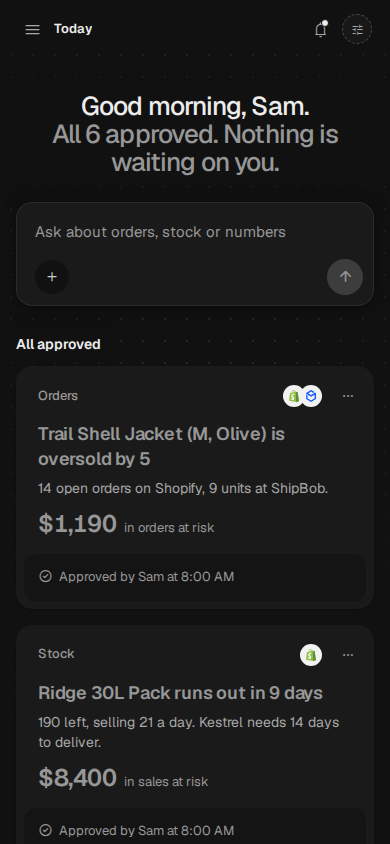 Today
Good morning, Sam.
All 6 approved. Nothing is
waiting on you.
Ask about orders, stock or numbers
All approved
Orders
Trail Shell Jacket (M, Olive) is
oversold by 5
14 open orders on Shopify, 9 units at ShipBob.
$1,190 in orders at risk
Approved by Sam at 8:00 AM
Stock
Ridge 30L Pack runs out in 9 days
190 left, selling 21 a day. Kestrel needs 14 days
to deliver.
$8,400 in sales at risk
Approved by Sam at 8:00 AM